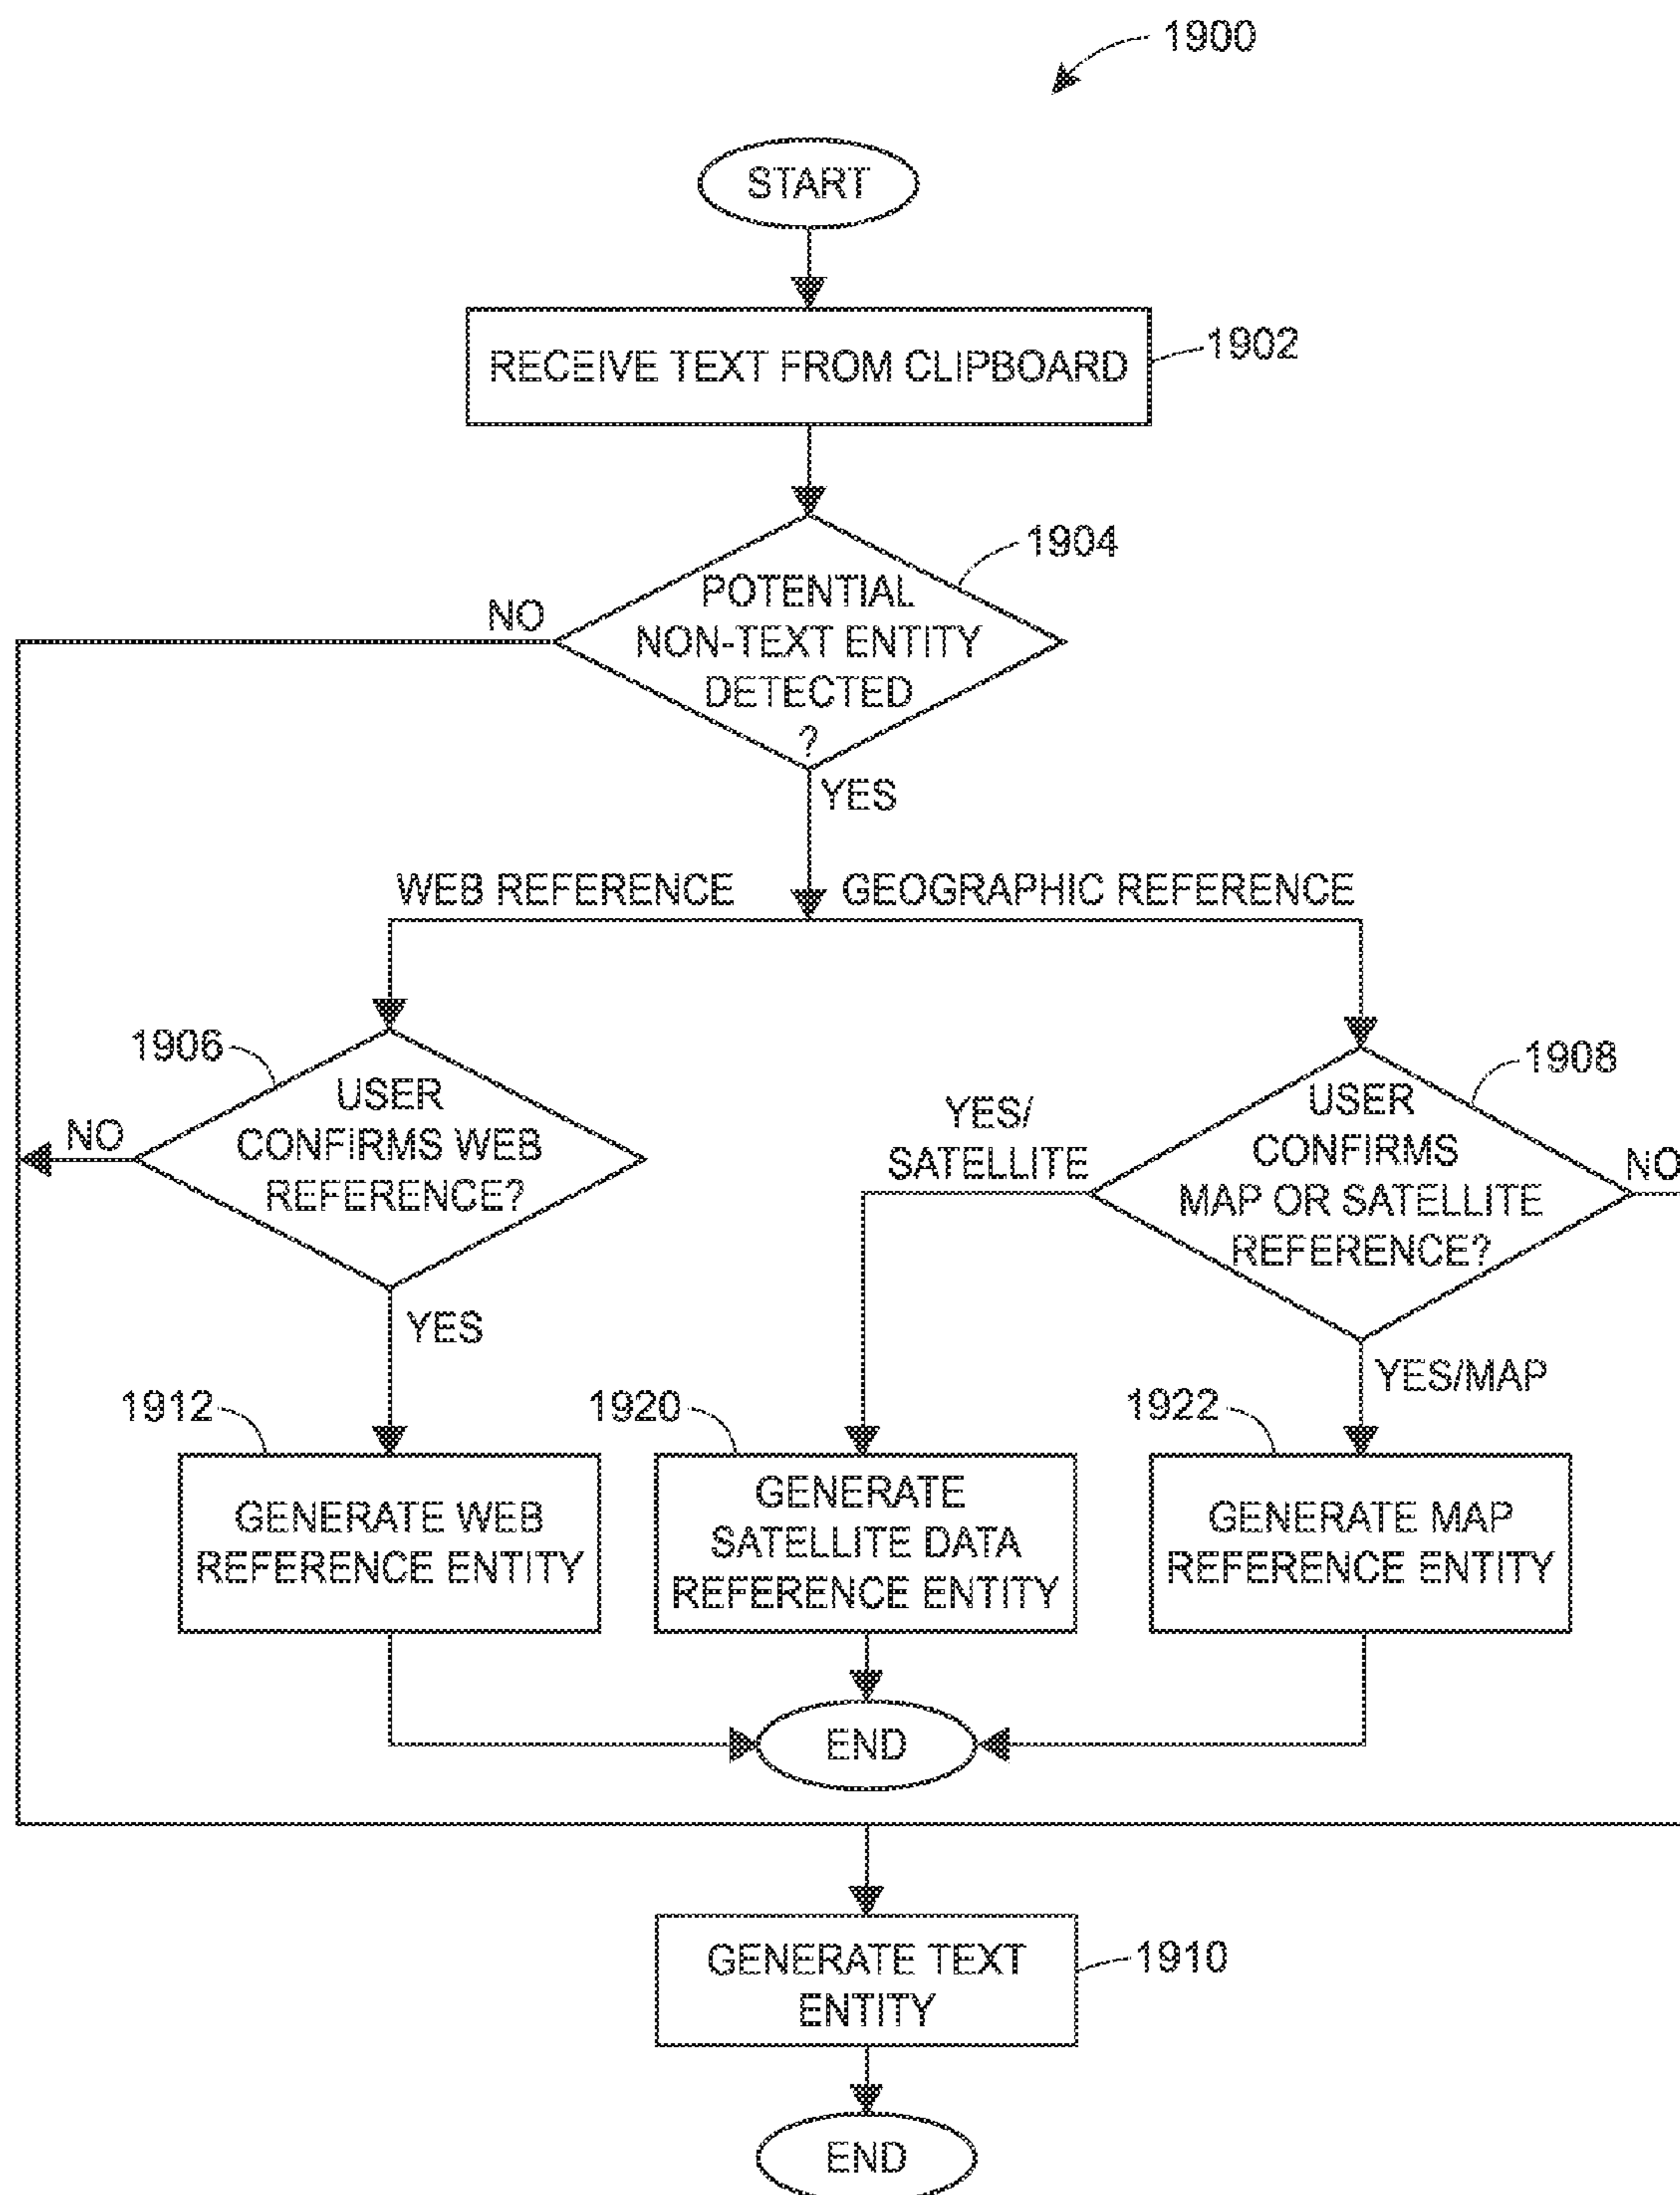 1900
START
RECEIVE TEXT FROM CLIPBOARD
1902
1904
POTENTIAL
NON-TEXT ENTITY
DETECTED
?
NO
YES
WEB REFERENCE
GEOGRAPHIC REFERENCE
1906
USER
CONFIRMS WEB
REFERENCE?
NO
YES
1908
USER
CONFIRMS
MAP OR SATELLITE
REFERENCE?
YES/
SATELLITE
NO
YES/MAP
1912
GENERATE WEB
REFERENCE ENTITY
1920
GENERATE
SATELLITE DATA
REFERENCE ENTITY
1922
GENERATE MAP
REFERENCE ENTITY
END
GENERATE TEXT
ENTITY
1910
END